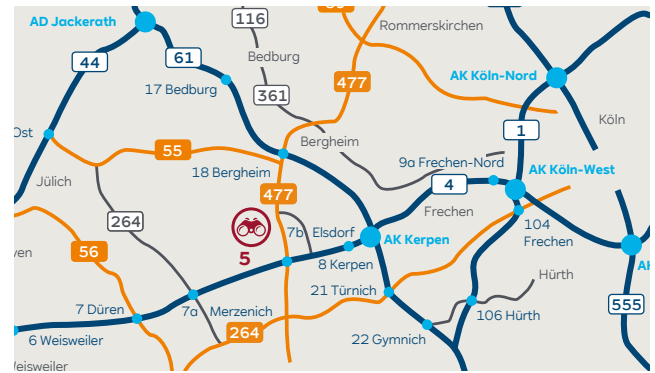 116
Rommerskirchen
AD Jackerath
44
61
Bedburg
AK Köln-Nord
477
17 Bedburg
361
Köln
1
Ost
Bergheim
55
9a Frechen-Nord
AK Köln-West
18 Bergheim
4
Jülich
477
264
Frechen
104
Frechen
7b
Elsdorf
AK Kerpen
56
5
8 Kerpen
Hürth
21 Türnich
555
7 Düren
7a
Merzenich
106 Hürth
264
22 Gymnich
6 Weisweiler